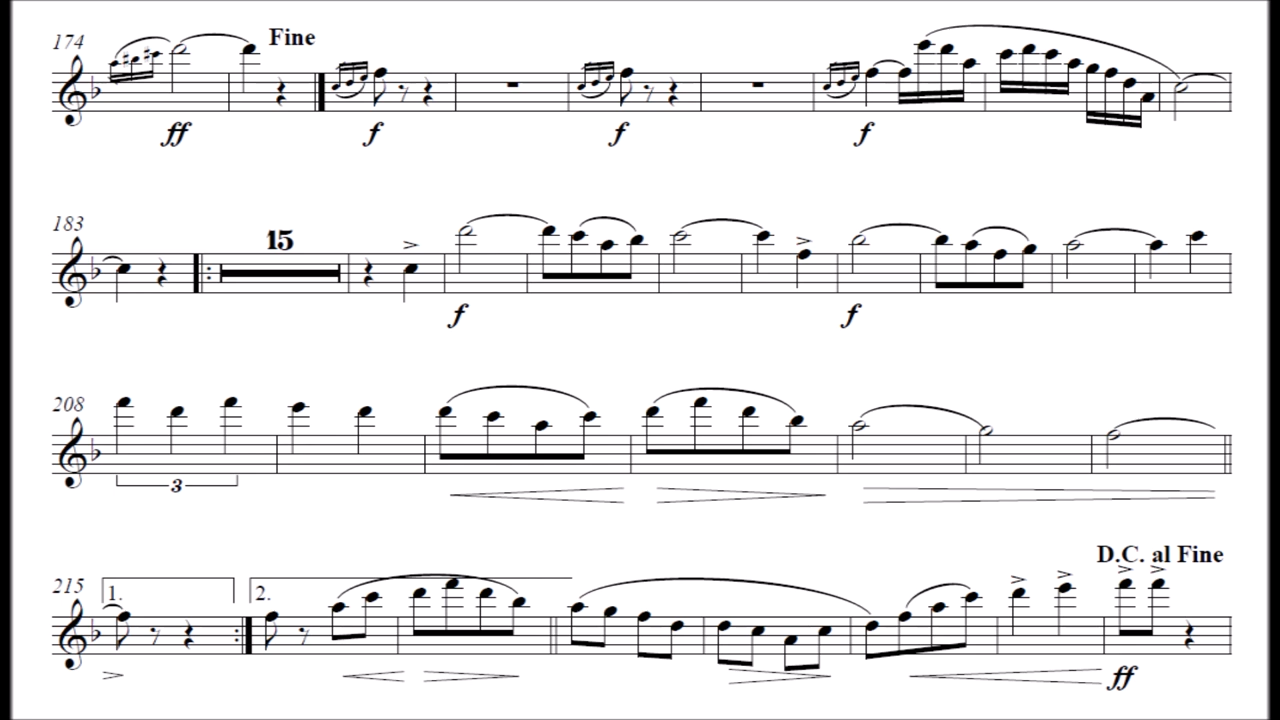 174 Fine
ff f f f
183 15
f f
208
3
D.C. al Fine
215 1. 2.
ff